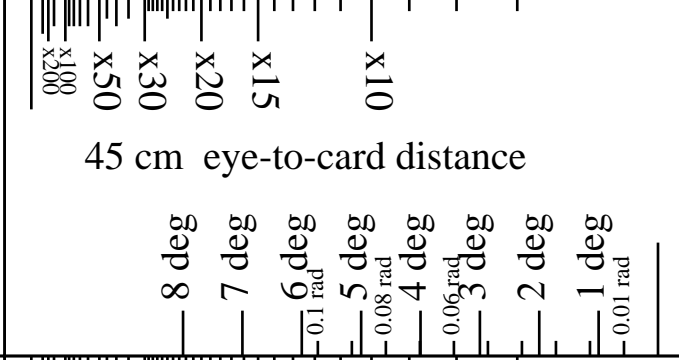 x200 x100 x50 x30 x20 x15 x10
45 cm eye-to-card distance
8 deg 7 deg 6 deg 0.1 rad 5 deg 0.08 rad 4 deg 0.06 rad 3 deg 2 deg 1 deg 0.01 rad